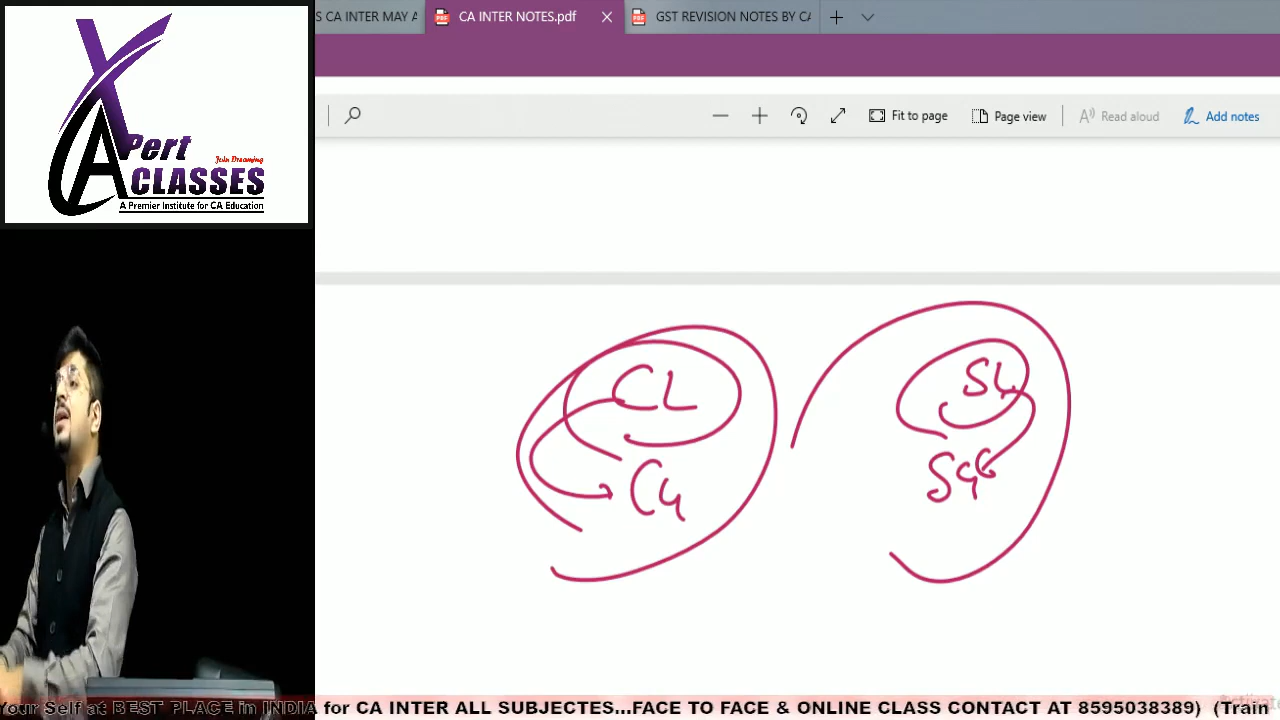 S CA INTER MAY A
CA INTER NOTES.pdf
GST REVISION NOTES BY CA
Fit to page
Page view
Read aloud
Add notes
XPert
Join Dreaming
CLASSES
A Premier Institute for CA Education
CL
SL
CG
SG
Your Self at BEST PLACE in INDIA for CA INTER ALL SUBJECTES...FACE TO FACE & ONLINE CLASS CONTACT AT 8595038389) (Train